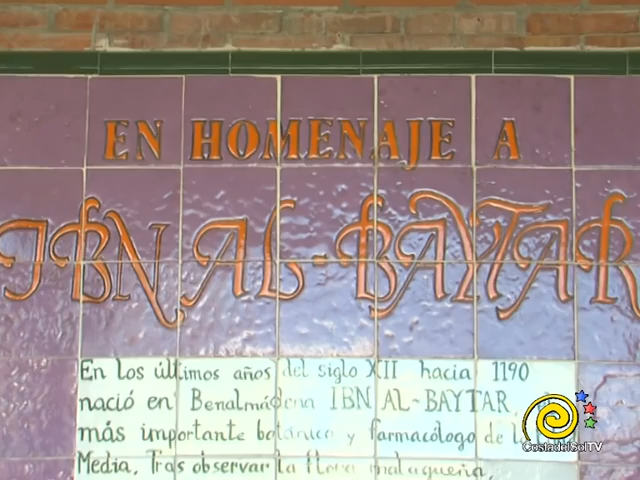 EN HOMENAJE A
IBN AL-BAYTAR
En los últimos años del siglo XII hacia 1190
nació en Benalmádena IBN AL-BAYTAR,
más importante botánico y farmacólogo de la
Media. Tras observar la flora malagueña,
CostadelSolTV